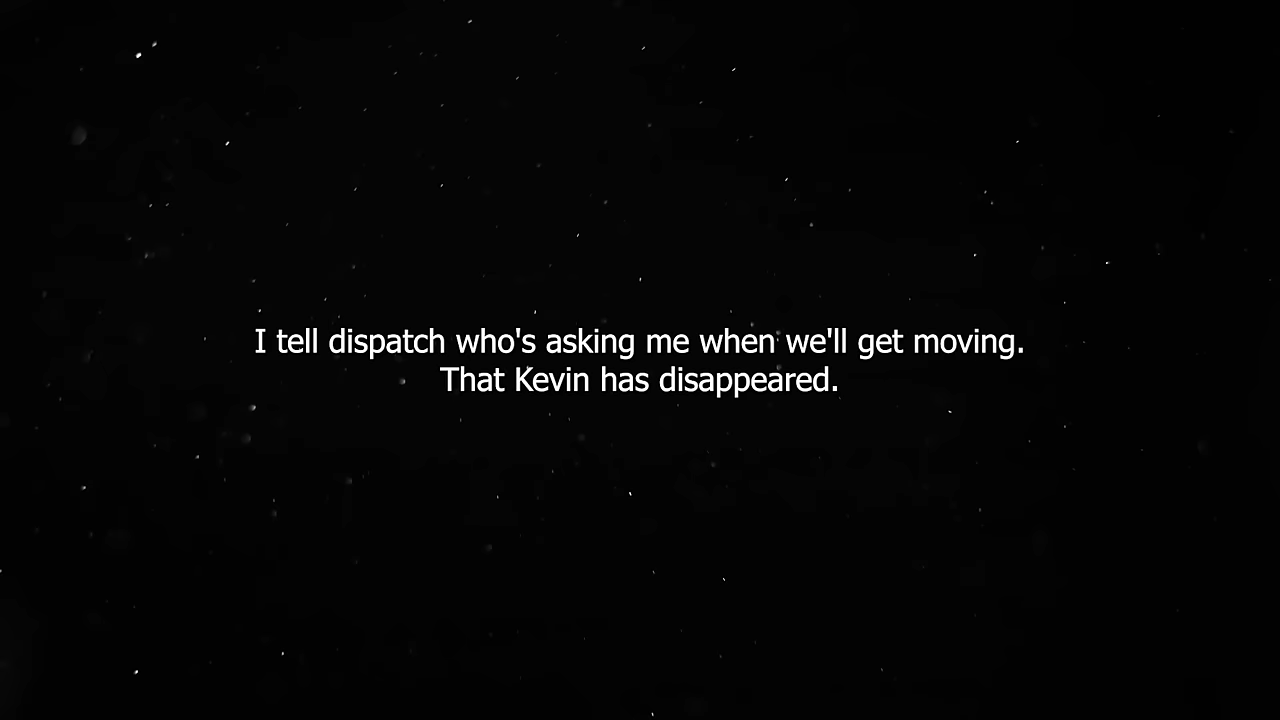 I tell dispatch who's asking me when we'll get moving.
That Kevin has disappeared.